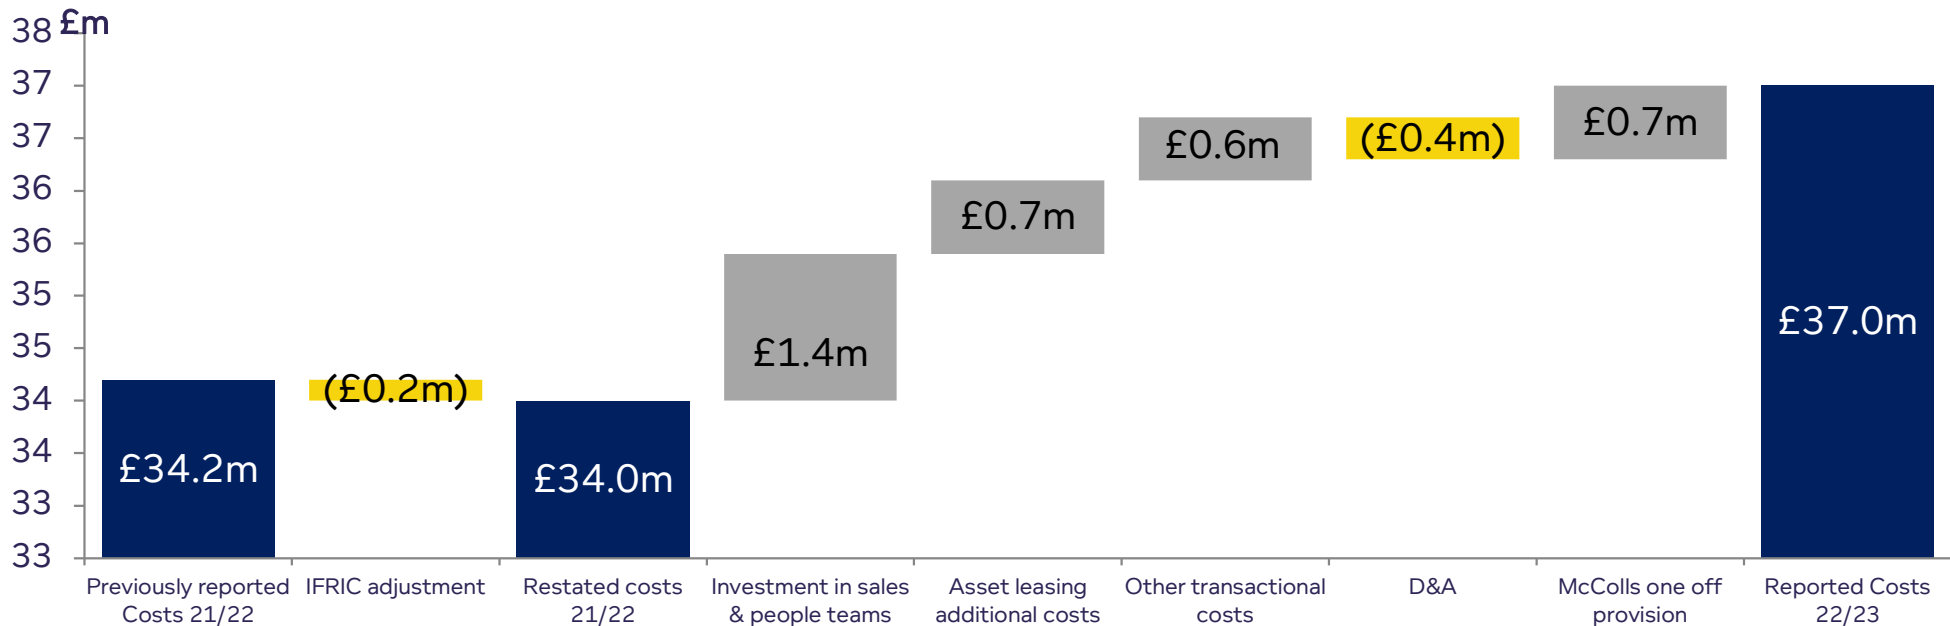 £m
38
37
37
36
36
35
35
34
34
33
33
£34.2m
(£0.2m)
£34.0m
£1.4m
£0.7m
£0.6m
(£0.4m)
£0.7m
£37.0m
Previously reported
Costs 21/22
IFRIC adjustment
Restated costs
21/22
Investment in sales
& people teams
Asset leasing
additional costs
Other transactional
costs
D&A
McColls one off
provision
Reported Costs
22/23